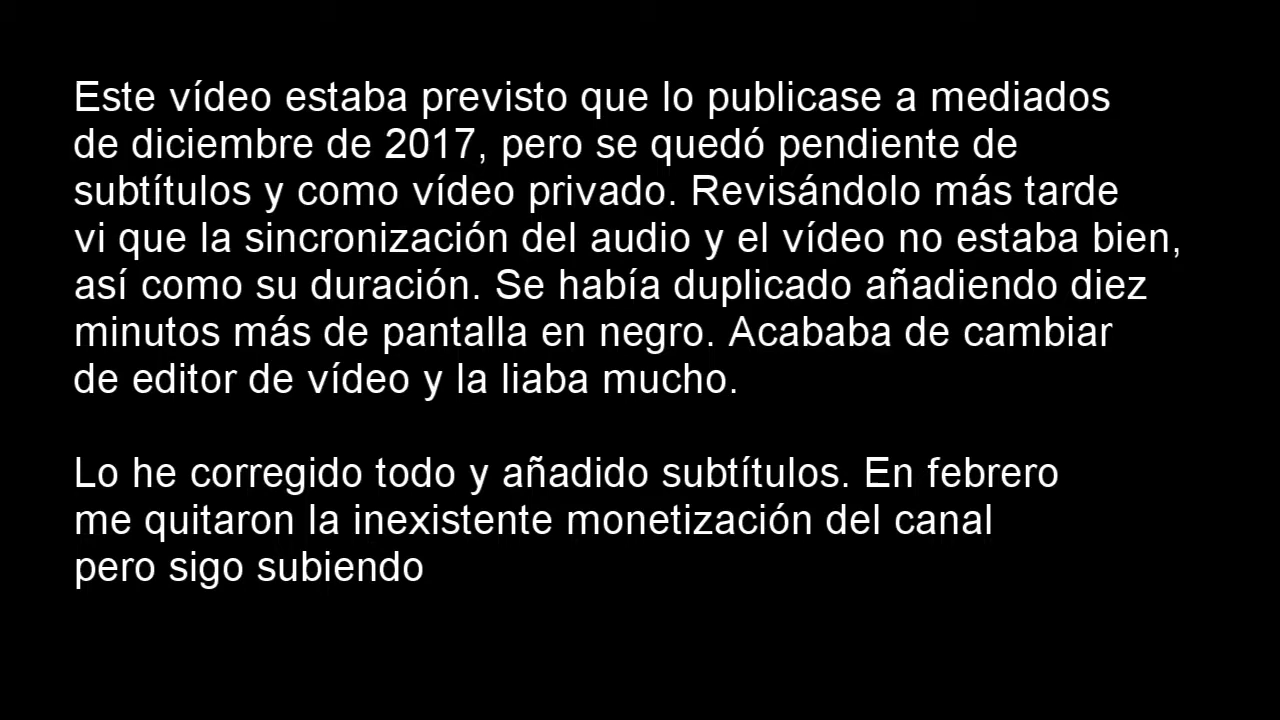 Este vídeo estaba previsto que lo publicase a mediados
de diciembre de 2017, pero se quedó pendiente de
subtítulos y como vídeo privado. Revisándolo más tarde
vi que la sincronización del audio y el vídeo no estaba bien,
así como su duración. Se había duplicado añadiendo diez
minutos más de pantalla en negro. Acababa de cambiar
de editor de vídeo y la liaba mucho.
Lo he corregido todo y añadido subtítulos. En febrero
me quitaron la inexistente monetización del canal
pero sigo subiendo